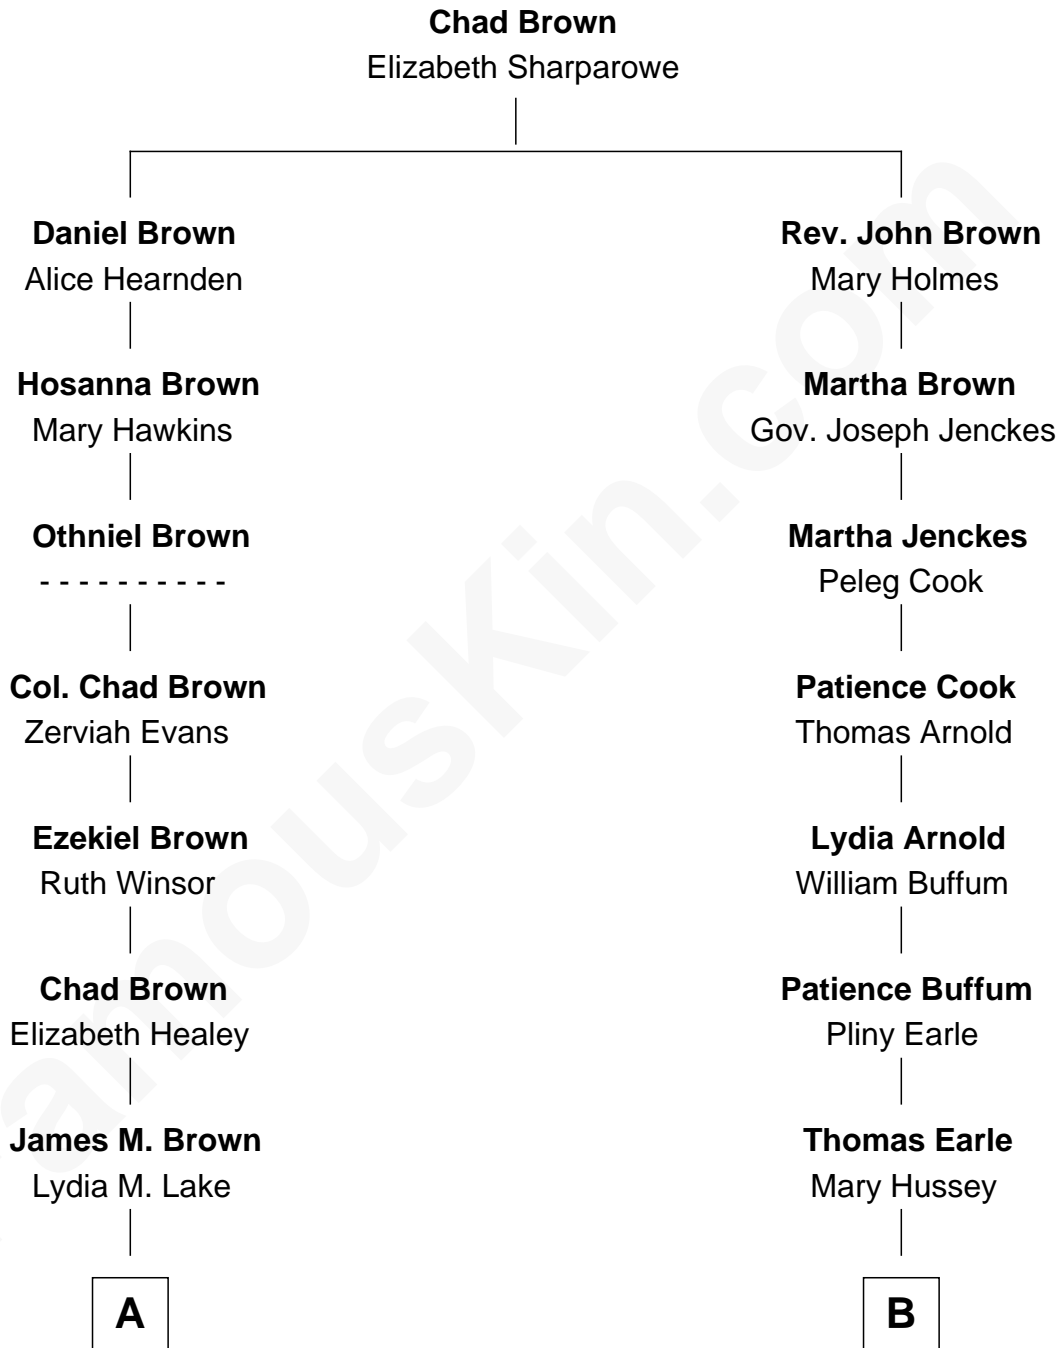 Chad Brown
Elizabeth Sharparowe
Daniel Brown
Alice Hearnden
Rev. John Brown
Mary Holmes
Hosanna Brown
Mary Hawkins
Martha Brown
Gov. Joseph Jenckes
Othniel Brown
- - - - - - - - - -
Martha Jenckes
Peleg Cook
Col. Chad Brown
Zerviah Evans
Patience Cook
Thomas Arnold
Ezekiel Brown
Ruth Winsor
Lydia Arnold
William Buffum
Chad Brown
Elizabeth Healey
Patience Buffum
Pliny Earle
James M. Brown
Lydia M. Lake
Thomas Earle
Mary Hussey
A
B
amouskin.com